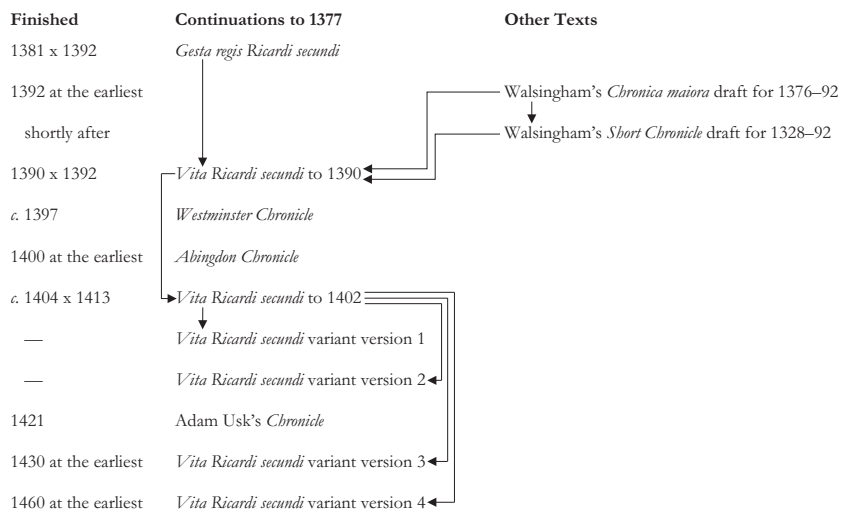 Finished Continuations to 1377 Other Texts
1381 x 1392 Gesta regis Ricardi secundi
1392 at the earliest Walsingham’s Chronica maiora draft for 1376–92
shortly after Walsingham’s Short Chronicle draft for 1328–92
1390 x 1392 Vita Ricardi secundi to 1390
c. 1397 Westminster Chronicle
1400 at the earliest Abingdon Chronicle
c. 1404 x 1413 Vita Ricardi secundi to 1402
— Vita Ricardi secundi variant version 1
— Vita Ricardi secundi variant version 2
1421 Adam Usk’s Chronicle
1430 at the earliest Vita Ricardi secundi variant version 3
1460 at the earliest Vita Ricardi secundi variant version 4